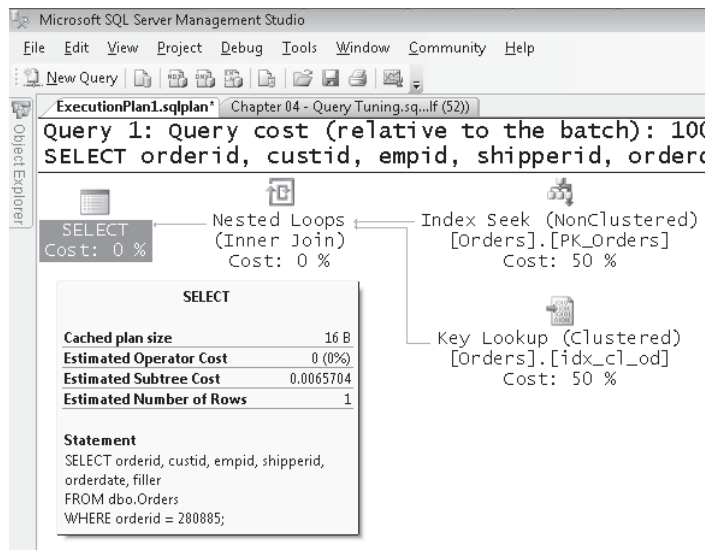 Microsoft SQL Server Management Studio
File Edit View Project Debug Tools Window Community Help
New Query
Object Explorer
ExecutionPlan1.sqlplan* Chapter 04 - Query Tuning.sq...lf (52))
Query 1: Query cost (relative to the batch): 100
SELECT orderid, custid, empid, shipperid, orderd
SELECT
Cost: 0 %
Nested Loops
(Inner Join)
Cost: 0 %
Index Seek (NonClustered)
[Orders].[PK_Orders]
Cost: 50 %
Key Lookup (Clustered)
[Orders].[idx_cl_od]
Cost: 50 %
SELECT
Cached plan size 16 B
Estimated Operator Cost 0 (0%)
Estimated Subtree Cost 0.0065704
Estimated Number of Rows 1
Statement
SELECT orderid, custid, empid, shipperid,
orderdate, filler
FROM dbo.Orders
WHERE orderid = 280885;